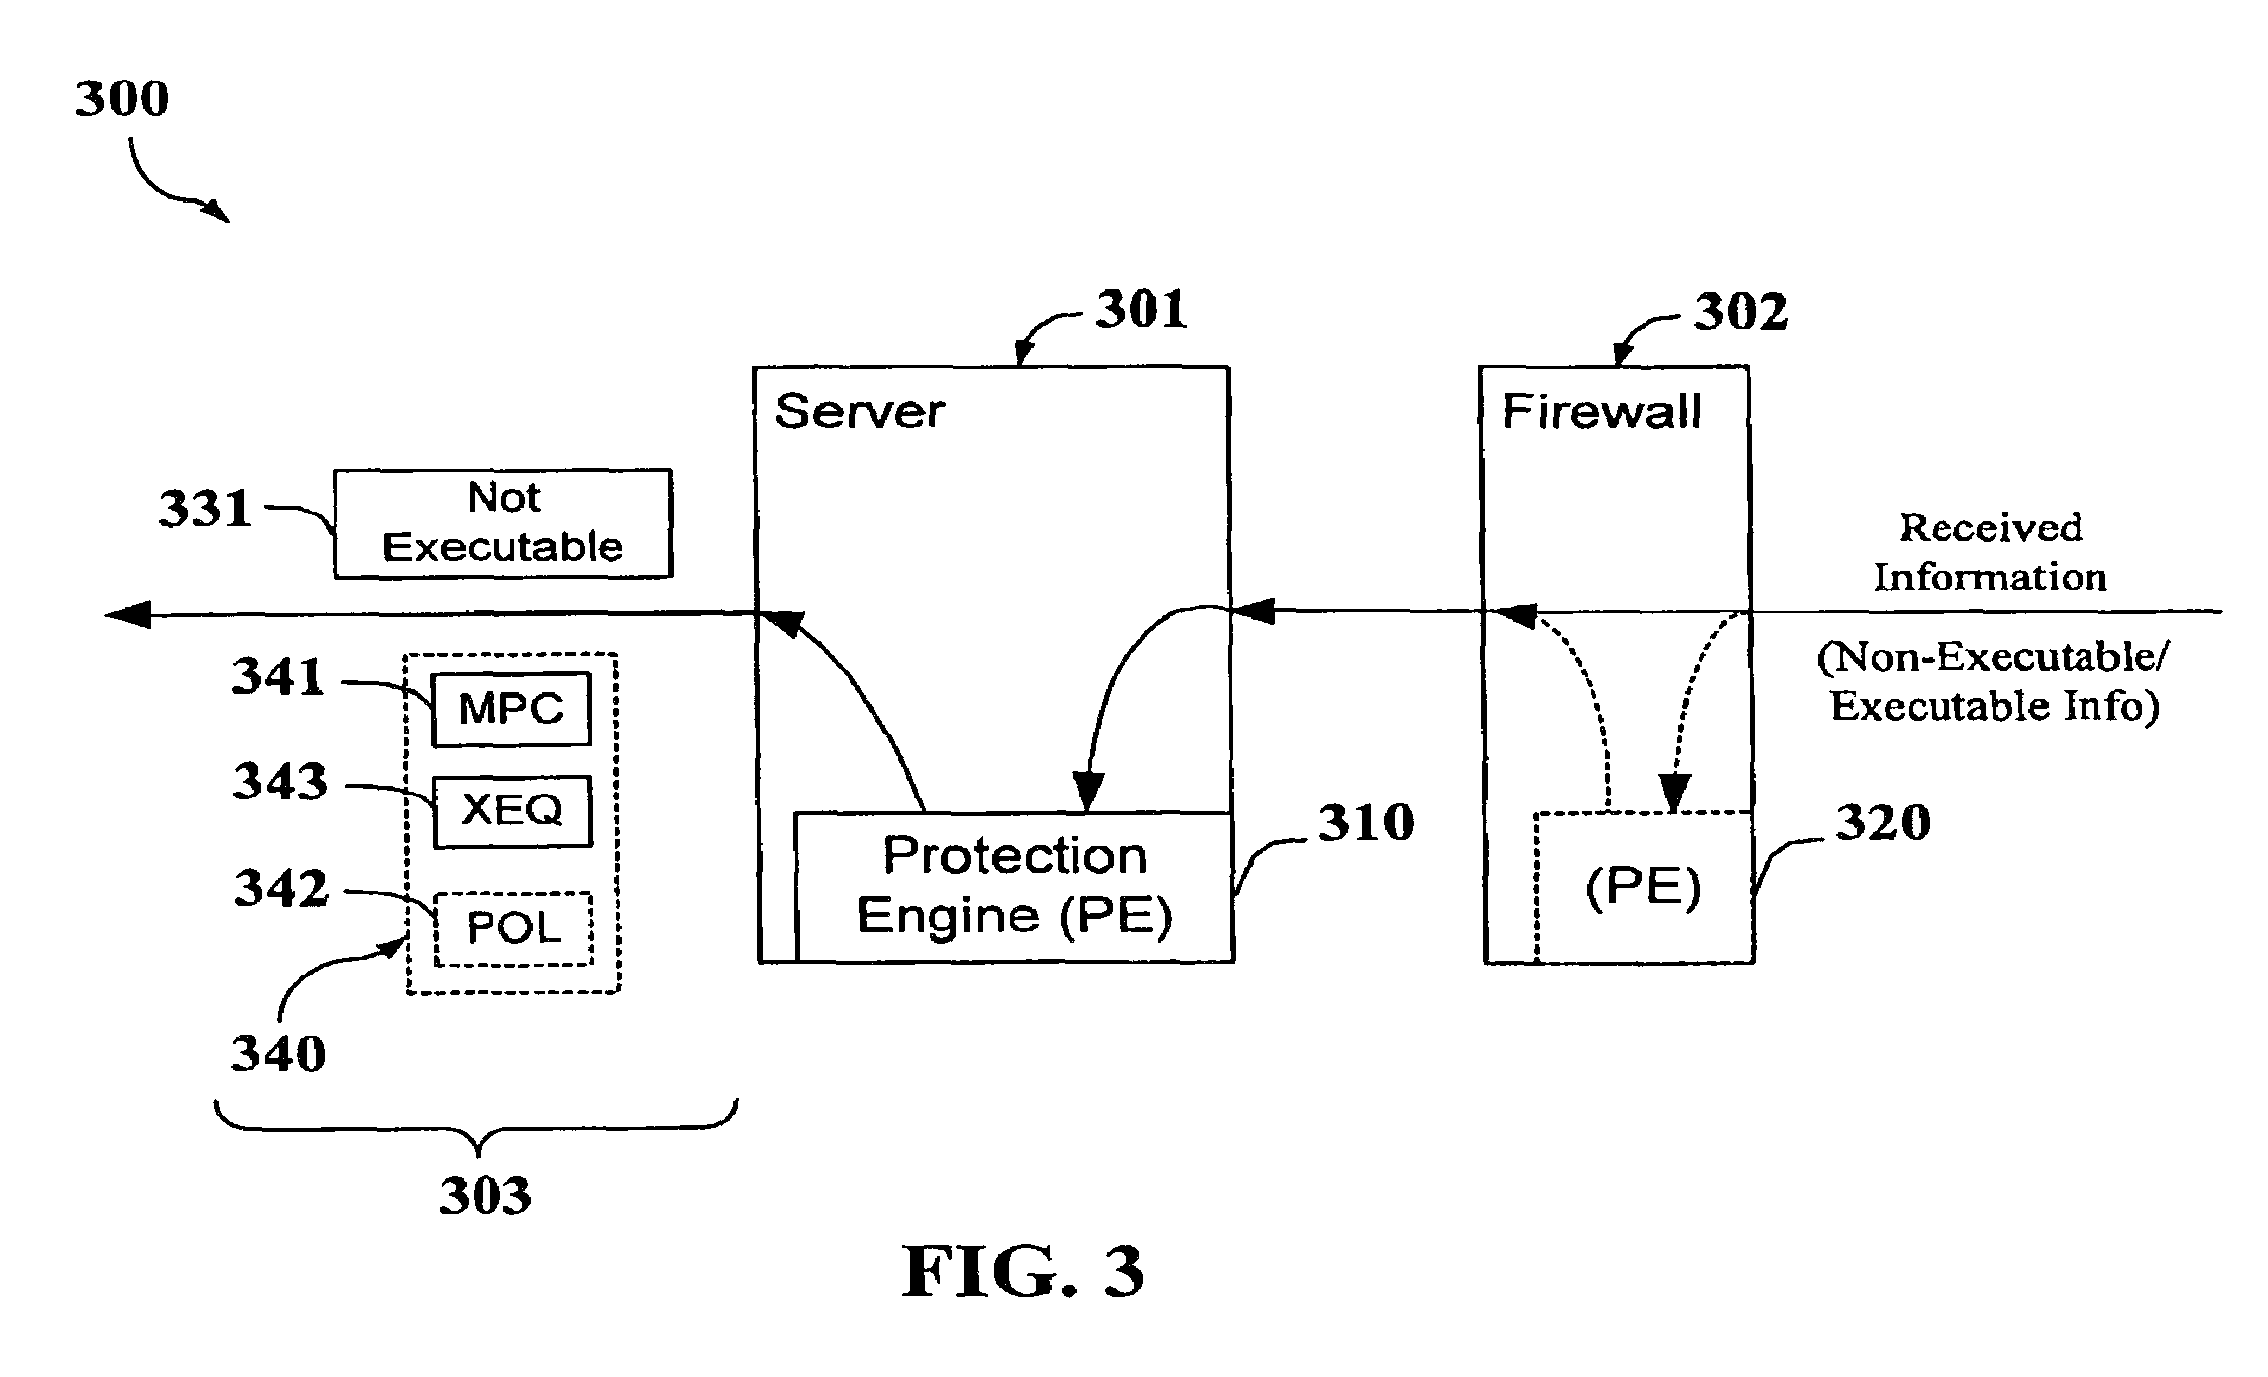 300
301
302
Server
Firewall
331
Not
Executable
Received
Information
(Non-Executable/
Executable Info)
341
MPC
343
XEQ
342
POL
340
Protection
Engine (PE)
310
(PE)
320
303
FIG. 3